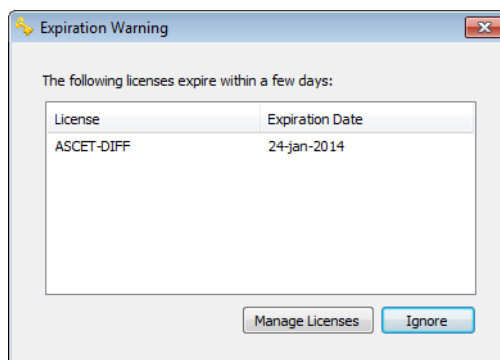 Expiration Warning
The following licenses expire within a few days:
License Expiration Date
ASCET-DIFF 24-jan-2014
Manage Licenses Ignore